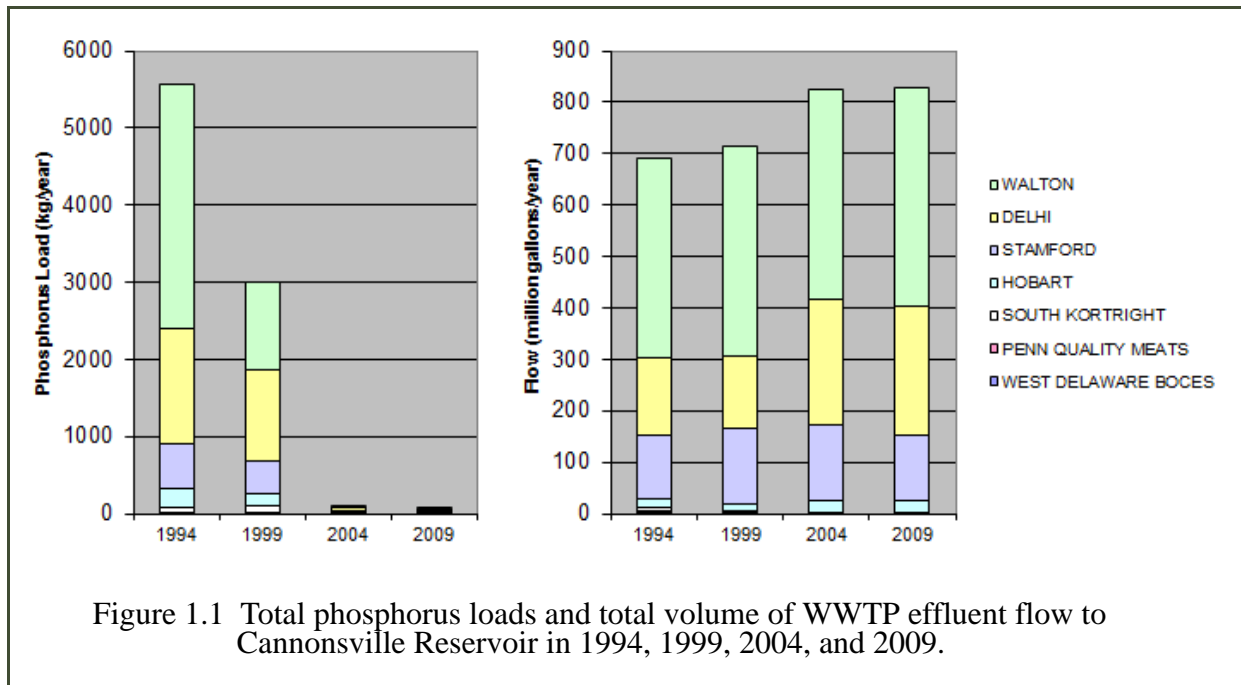 6000
5000
4000
3000
2000
1000
0
Phosphorus Load (kg/year)
1994 1999 2004 2009
900
800
700
600
500
400
300
200
100
0
Flow (million gallons/year)
1994 1999 2004 2009
WALTON
DELHI
STAMFORD
HOBART
SOUTH KORTRIGHT
PENN QUALITY MEATS
WEST DELAWARE BOCES
Figure 1.1 Total phosphorus loads and total volume of WWTP effluent flow to
Cannonsville Reservoir in 1994, 1999, 2004, and 2009.